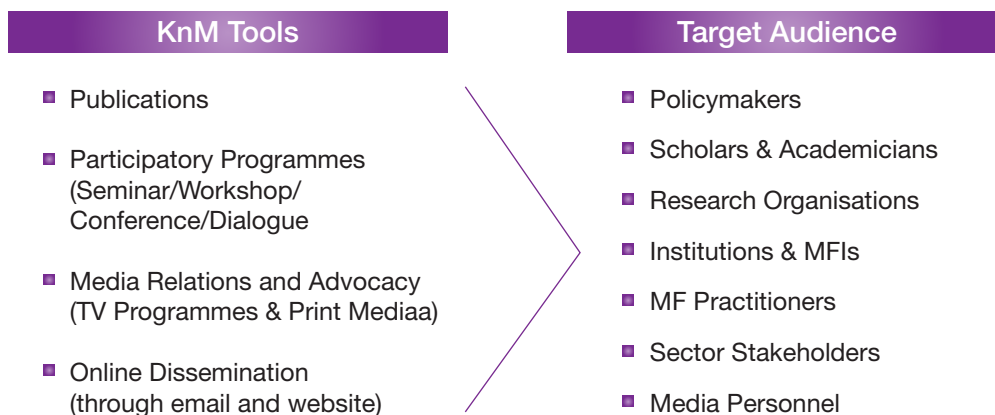 KnM Tools
Publications
Participatory Programmes
(Seminar/Workshop/
Conference/Dialogue
Media Relations and Advocacy
(TV Programmes & Print Mediaa)
Online Dissemination
(through email and website)
Target Audience
Policymakers
Scholars & Academicians
Research Organisations
Institutions & MFIs
MF Practitioners
Sector Stakeholders
Media Personnel